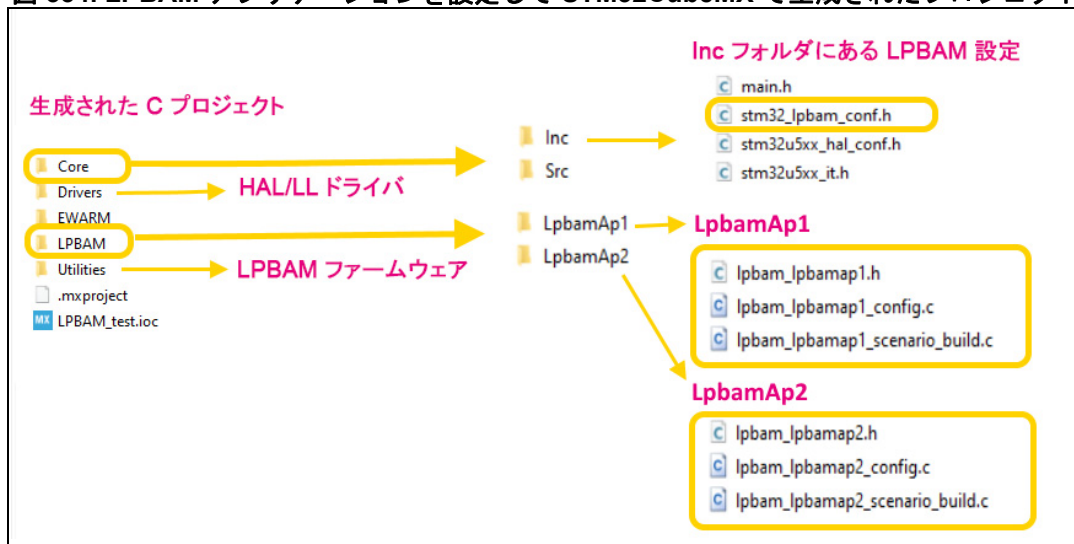 Inc フォルダにある LPBAM 設定
main.h
stm32_lpbam_conf.h
stm32u5xx_hal_conf.h
stm32u5xx_it.h
生成された C プロジェクト
Core
Drivers
EWARM
LPBAM
Utilities
.mxproject
MX LPBAM_test.ioc
HAL/LL ドライバ
LPBAM ファームウェア
Inc
Src
LpbamAp1
LpbamAp2
LpbamAp1
lpbam_lpbamap1.h
lpbam_lpbamap1_config.c
lpbam_lpbamap1_scenario_build.c
LpbamAp2
lpbam_lpbamap2.h
lpbam_lpbamap2_config.c
lpbam_lpbamap2_scenario_build.c